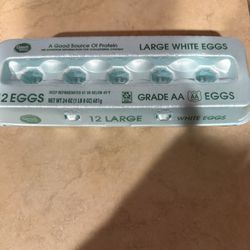 A Good Source Of Protein
LARGE WHITE EGGS
12 EGGS
KEEP REFRIGERATED AT OR BELOW 45°F
NET WT 24 OZ (1 LB 8 OZ) 681g
GRADE AA
AA
EGGS
12 LARGE
WHITE EGGS